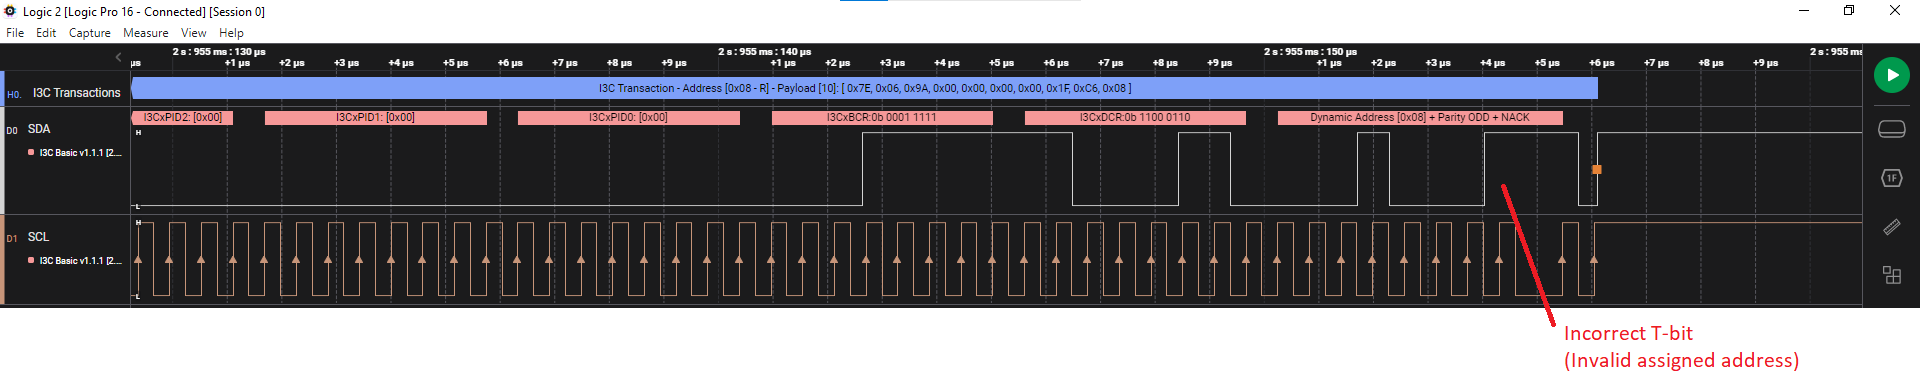 Logic 2 [Logic Pro 16 - Connected] [Session 0]
File Edit Capture Measure View Help
2 s : 955 ms : 130 µs 2 s : 955 ms : 140 µs 2 s : 955 ms : 150 µs 2 s : 955 ms
µs +1 µs +2 µs +3 µs +4 µs +5 µs +6 µs +7 µs +8 µs +9 µs +1 µs +2 µs +3 µs +4 µs +5 µs +6 µs +7 µs +8 µs +9 µs +1 µs +2 µs +3 µs +4 µs +5 µs +6 µs +7 µs +8 µs +9 µs
H0. I3C Transactions I3C Transaction - Address [0x08 - R] - Payload [10]: [ 0x7E, 0x06, 0x9A, 0x00, 0x00, 0x00, 0x00, 0x1F, 0xC6, 0x08 ]
I3CxPID2: [0x00] I3CxPID1: [0x00] I3CxPID0: [0x00] I3CxBCR:0b 0001 1111 I3CxDCR:0b 1100 0110 Dynamic Address [0x08] + Parity ODD + NACK
D0 SDA H
I3C Basic v1.1.1 [2....
L
H
D1 SCL
I3C Basic v1.1.1 [2....
L
1F
Incorrect T-bit
(Invalid assigned address)